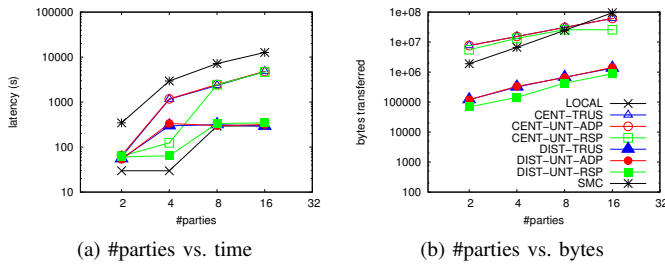 100000
10000
1000
100
10
latency (s)
2
4
8
16
32
#parties
(a) #parties vs. time
1e+08
1e+07
1e+06
100000
10000
1000
100
bytes transferred
LOCAL
CENT-TRUS
CENT-UNT-ADP
CENT-UNT-RSP
DIST-TRUS
DIST-UNT-ADP
DIST-UNT-RSP
SMC
2
4
8
16
32
#parties
(b) #parties vs. bytes